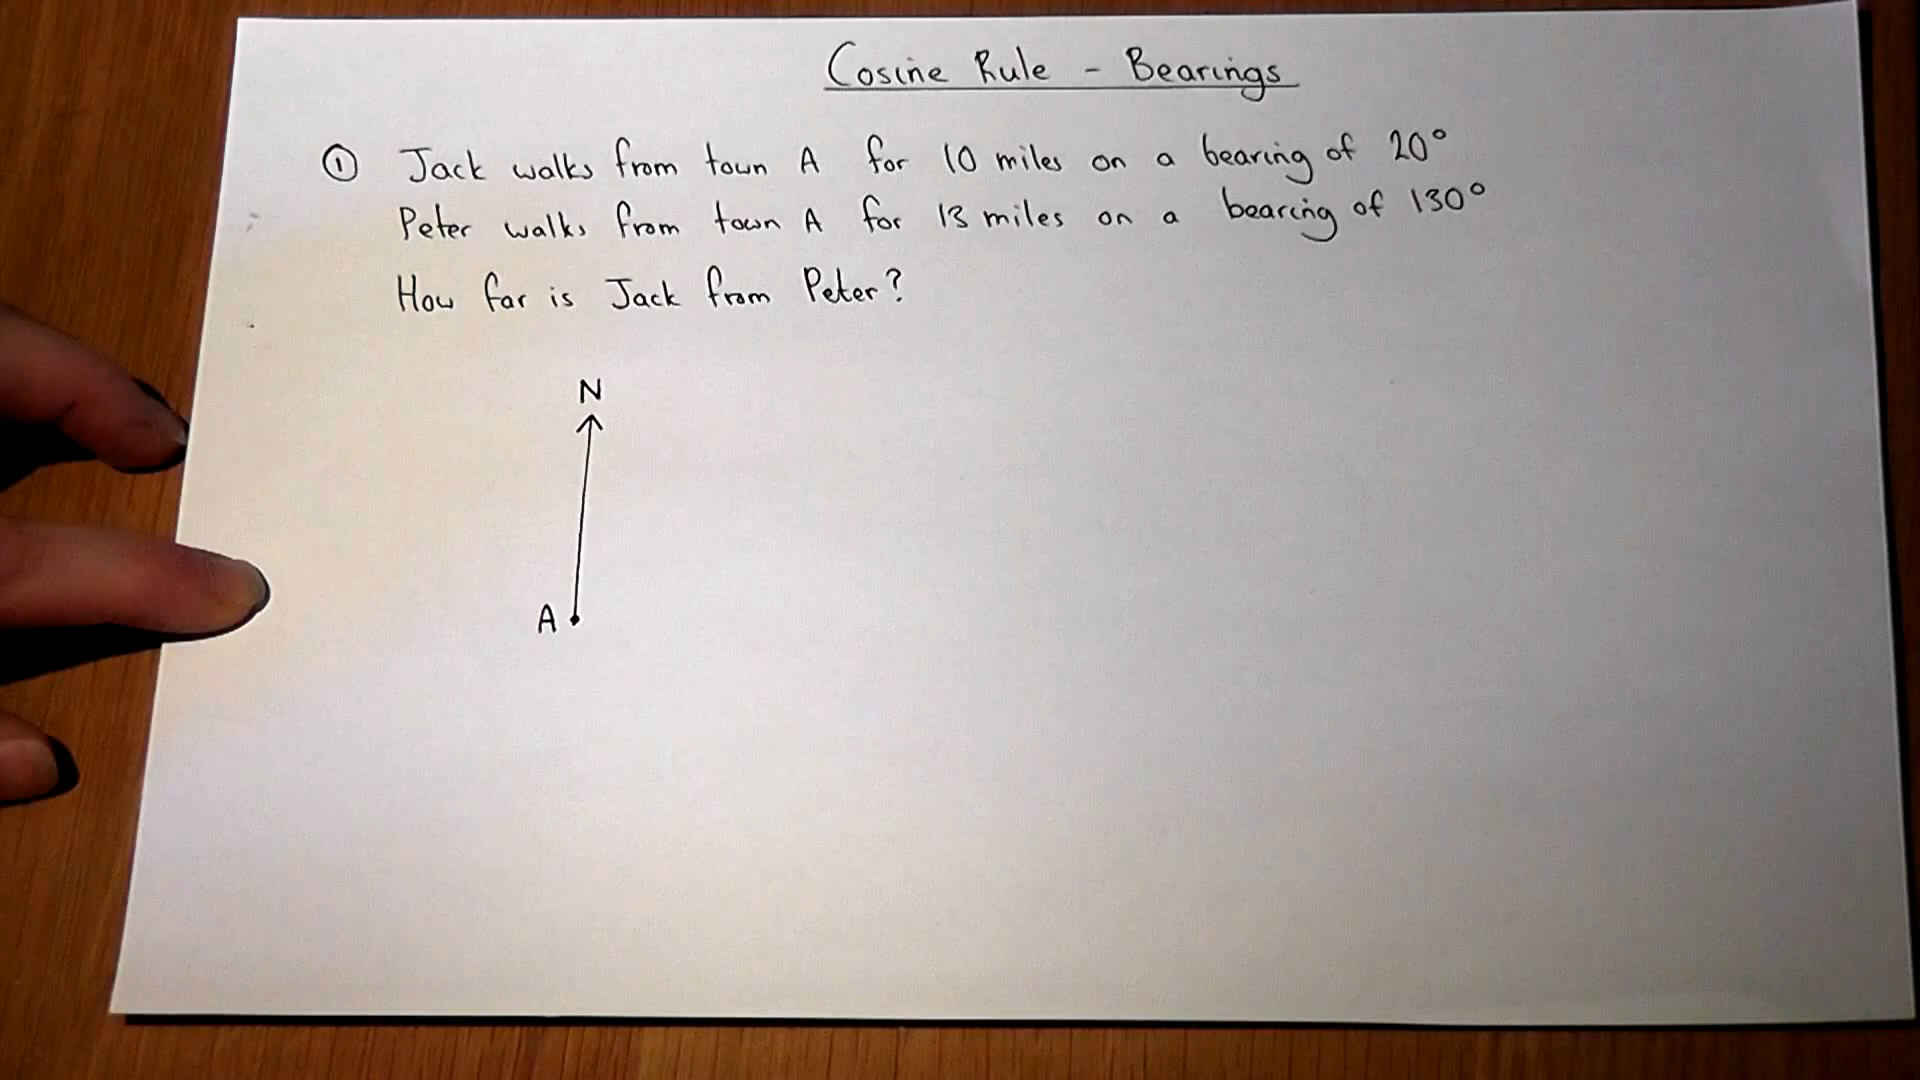 Cosine Rule - Bearings
① Jack walks from town A for 10 miles on a bearing of 20°
Peter walks from town A for 13 miles on a bearing of 130°
How far is Jack from Peter?
N
A